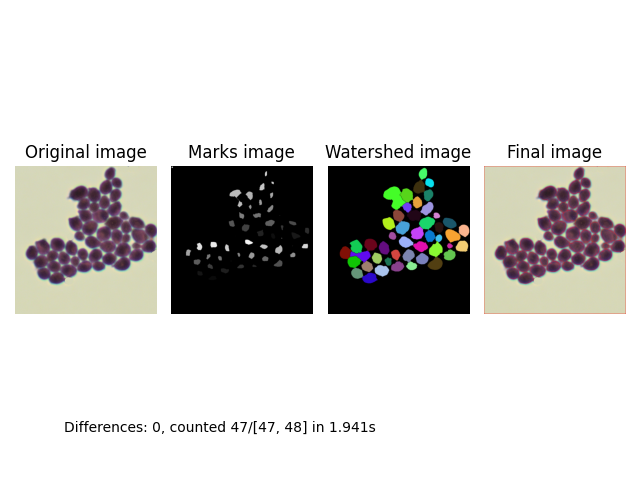 Original image
Marks image
Watershed image
Final image
Differences: 0, counted 47/[47, 48] in 1.941s